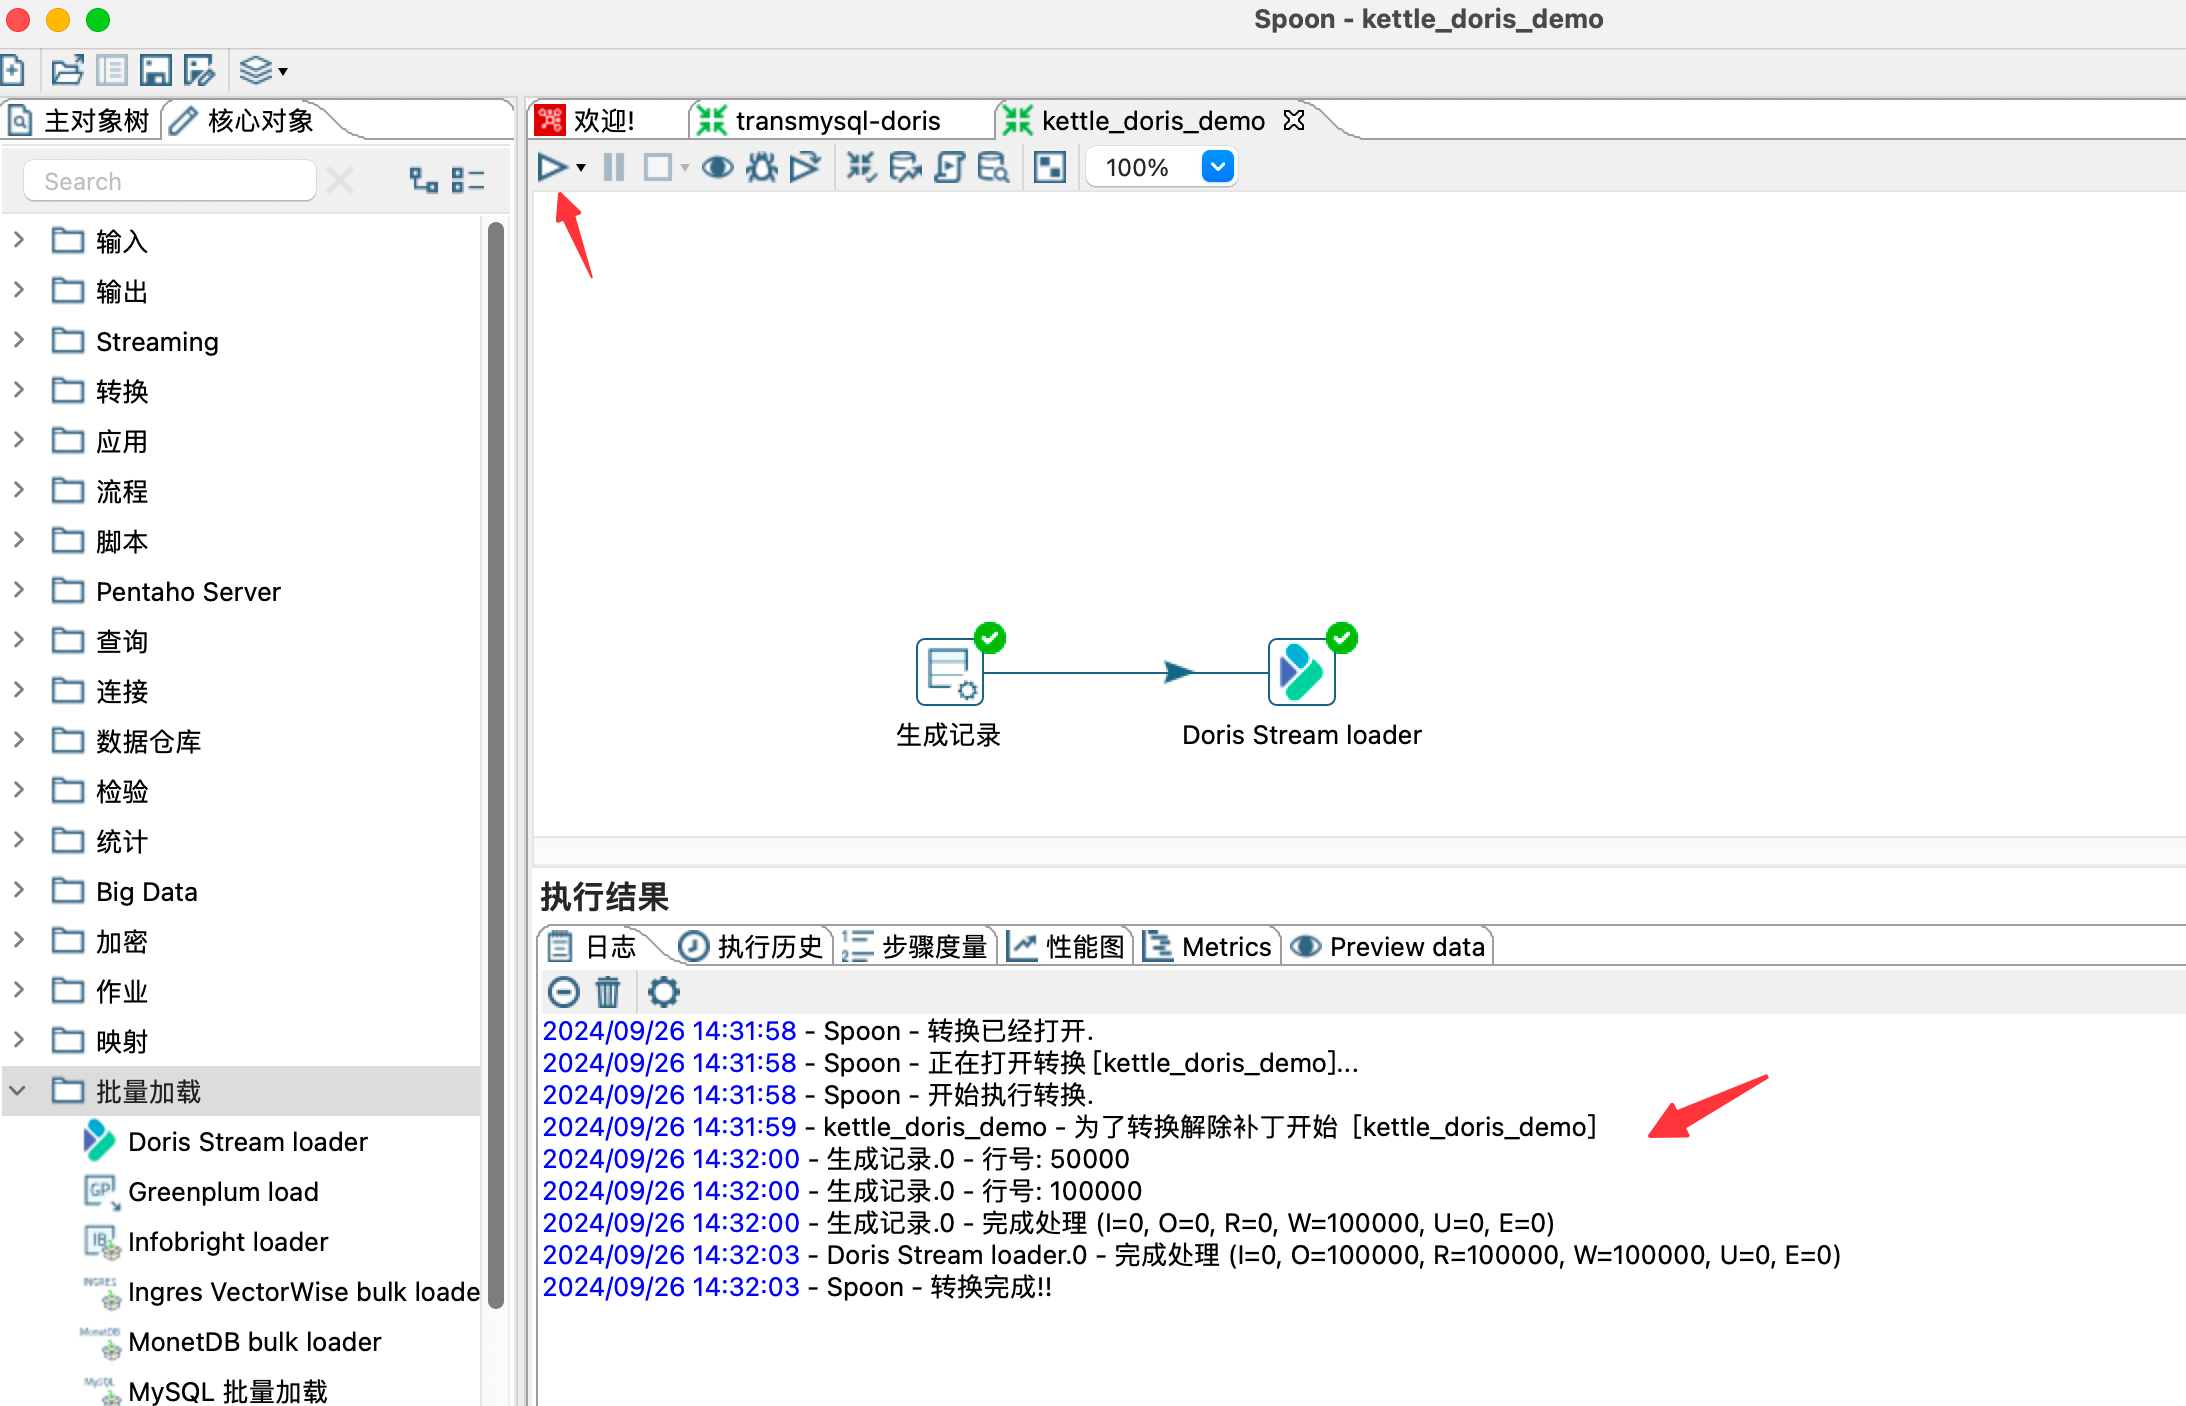 Spoon - kettle_doris_demo
主对象树
核心对象
欢迎!
transmysql-doris
kettle_doris_demo
Search
100%
输入
输出
Streaming
转换
应用
流程
脚本
Pentaho Server
查询
连接
数据仓库
检验
统计
Big Data
加密
作业
映射
批量加载
Doris Stream loader
GP
Greenplum load
IB
Infobright loader
INGRES
Ingres VectorWise bulk loade
MonetDB
MonetDB bulk loader
MySQL
MySQL 批量加载
生成记录
Doris Stream loader
执行结果
日志
执行历史
步骤度量
性能图
Metrics
Preview data
2024/09/26 14:31:58 - Spoon - 转换已经打开.
2024/09/26 14:31:58 - Spoon - 正在打开转换 [kettle_doris_demo]...
2024/09/26 14:31:58 - Spoon - 开始执行转换.
2024/09/26 14:31:59 - kettle_doris_demo - 为了转换解除补丁开始  [kettle_doris_demo]
2024/09/26 14:32:00 - 生成记录.0 - 行号: 50000
2024/09/26 14:32:00 - 生成记录.0 - 行号: 100000
2024/09/26 14:32:00 - 生成记录.0 - 完成处理 (I=0, O=0, R=0, W=100000, U=0, E=0)
2024/09/26 14:32:03 - Doris Stream loader.0 - 完成处理 (I=0, O=100000, R=100000, W=100000, U=0, E=0)
2024/09/26 14:32:03 - Spoon - 转换完成!!